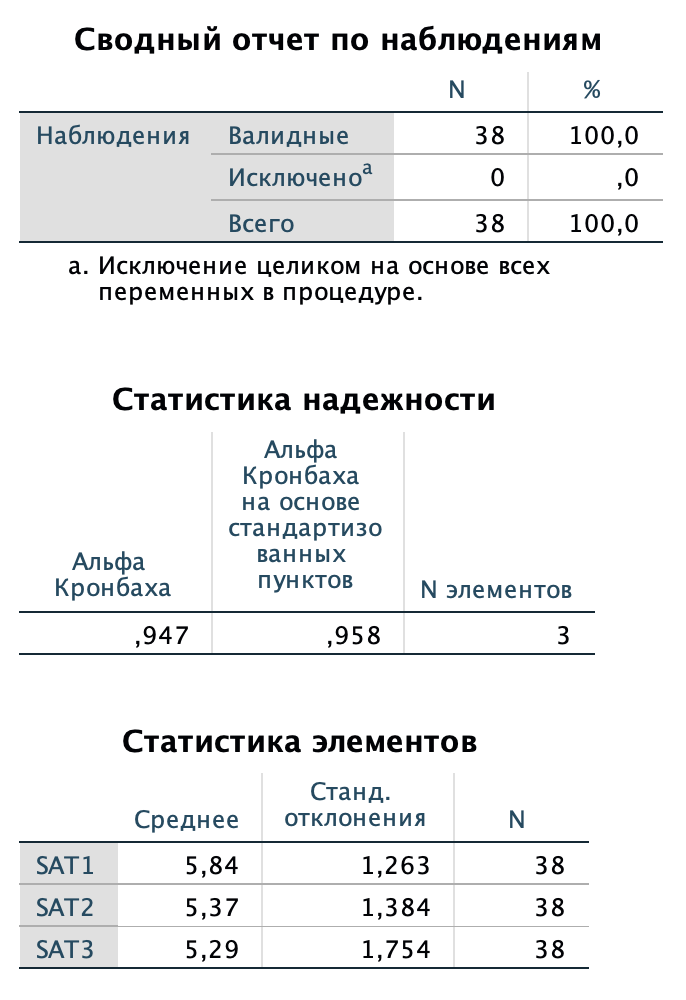 Сводный отчет по наблюдениям
N %
Наблюдения Валидные 38 100,0
Исключеноa 0 ,0
Всего 38 100,0
a. Исключение целиком на основе всех
переменных в процедуре.
Статистика надежности
Альфа
Кронбаха
Альфа
Кронбаха
на основе
стандартизо
ванных
пунктов
N элементов
,947 ,958 3
Статистика элементов
Среднее
Станд.
отклонения
N
SAT1 5,84 1,263 38
SAT2 5,37 1,384 38
SAT3 5,29 1,754 38